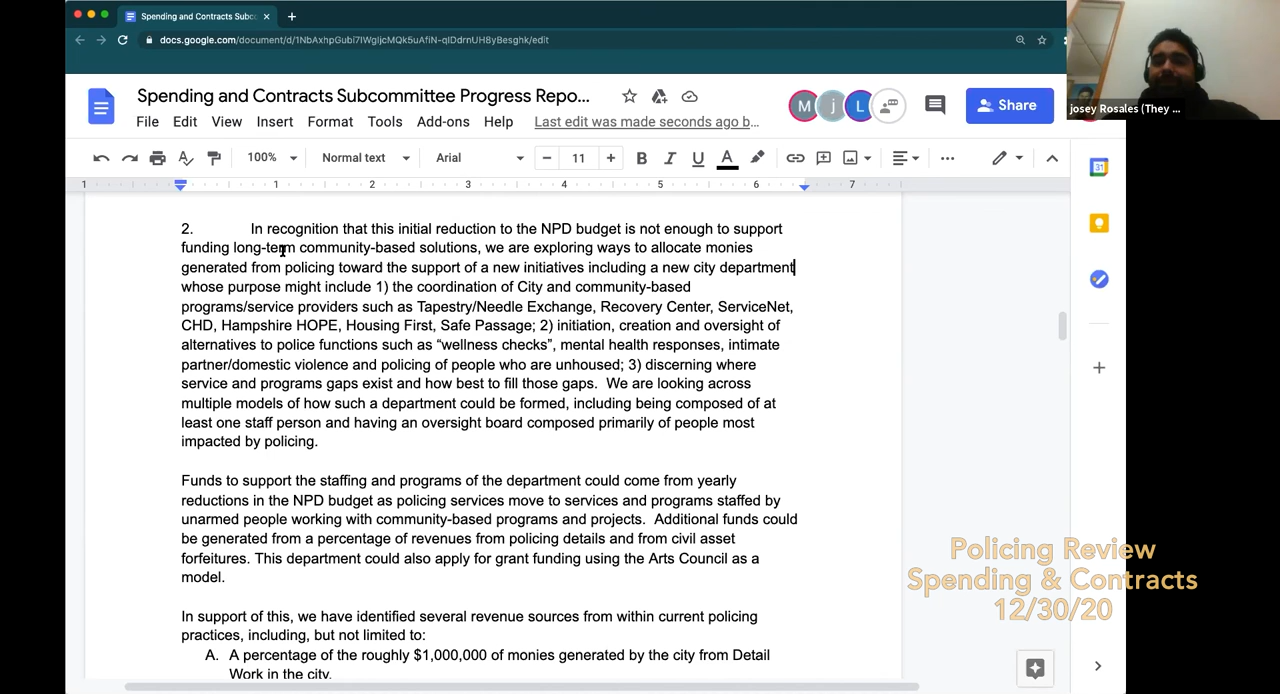 Spending and Contracts Subco
docs.google.com/document/d/1NbAxhpGubi7IWgIjcMQk5uAfiN-qIDdrnUH8yBesghk/edit
josey Rosales (They ...
Spending and Contracts Subcommittee Progress Repo...
M j L
Share
File Edit View Insert Format Tools Add-ons Help Last edit was made seconds ago b...
100% Normal text Arial 11 B I U A
1 1 2 3 4 5 6 7
31
2. In recognition that this initial reduction to the NPD budget is not enough to support
funding long-term community-based solutions, we are exploring ways to allocate monies
generated from policing toward the support of a new initiatives including a new city department
whose purpose might include 1) the coordination of City and community-based
programs/service providers such as Tapestry/Needle Exchange, Recovery Center, ServiceNet,
CHD, Hampshire HOPE, Housing First, Safe Passage; 2) initiation, creation and oversight of
alternatives to police functions such as “wellness checks”, mental health responses, intimate
partner/domestic violence and policing of people who are unhoused; 3) discerning where
service and programs gaps exist and how best to fill those gaps. We are looking across
multiple models of how such a department could be formed, including being composed of at
least one staff person and having an oversight board composed primarily of people most
impacted by policing.
Funds to support the staffing and programs of the department could come from yearly
reductions in the NPD budget as policing services move to services and programs staffed by
unarmed people working with community-based programs and projects. Additional funds could
be generated from a percentage of revenues from policing details and from civil asset
forfeitures. This department could also apply for grant funding using the Arts Council as a
model.
In support of this, we have identified several revenue sources from within current policing
practices, including, but not limited to:
A. A percentage of the roughly $1,000,000 of monies generated by the city from Detail
Work in the city.
Policing Review
Spending & Contracts
12/30/20